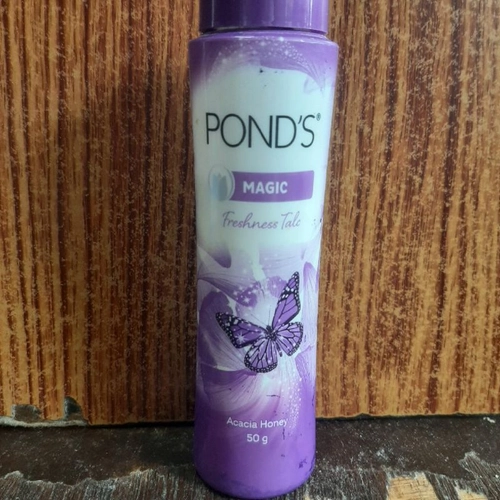 POND'S®
MAGIC
Freshness Talc
Acacia Honey
50 g